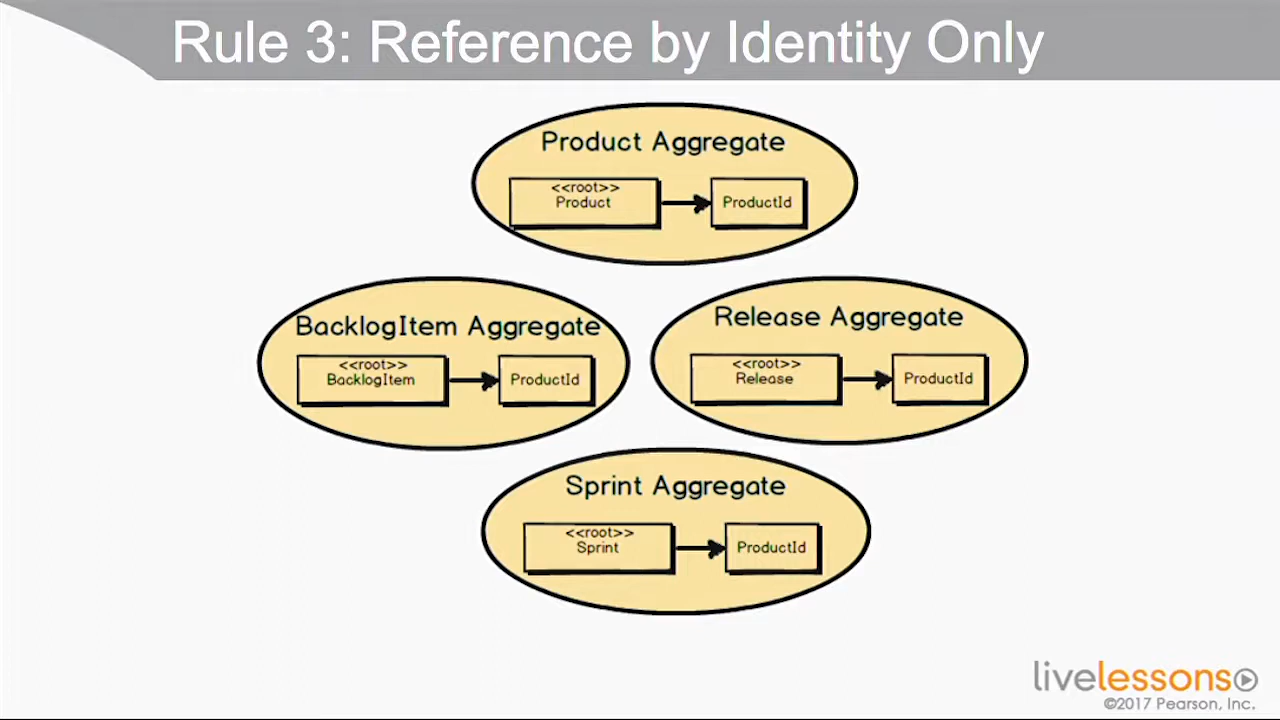 Rule 3: Reference by Identity Only
Product Aggregate
<<root>>
Product
ProductId
BacklogItem Aggregate
<<root>>
BacklogItem
ProductId
Release Aggregate
<<root>>
Release
ProductId
Sprint Aggregate
<<root>>
Sprint
ProductId
livelessons
©2017 Pearson, Inc.